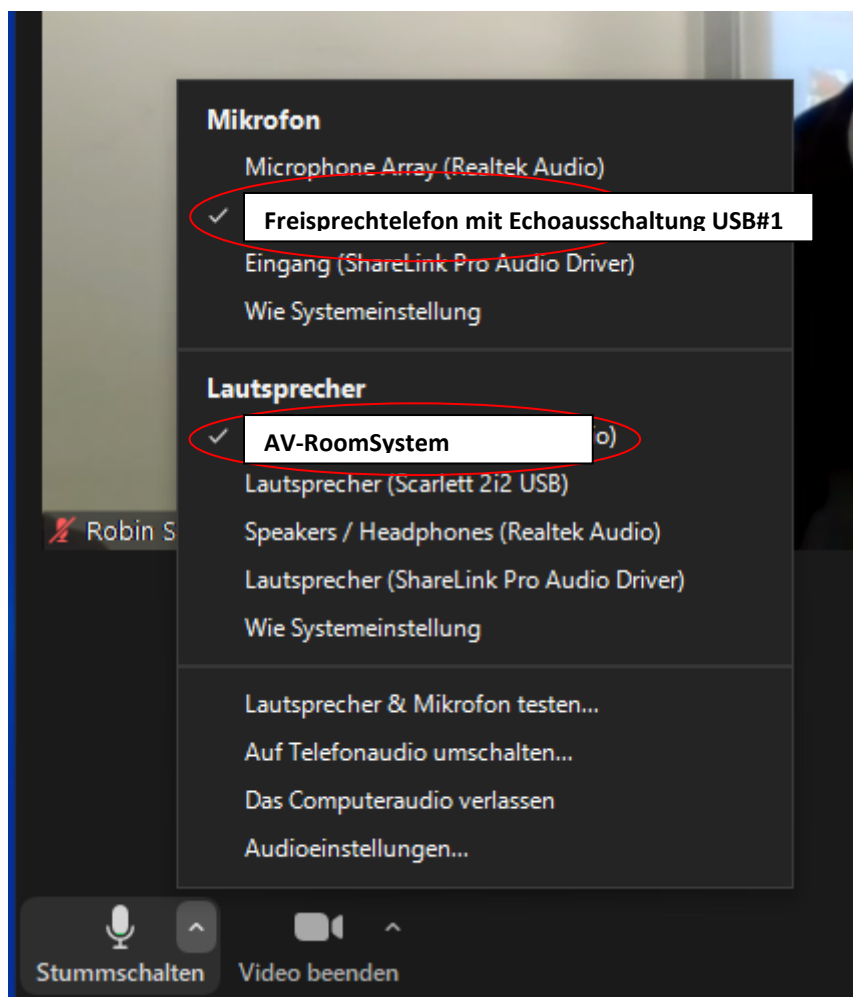 Mikrofon
Microphone Array (Realtek Audio)
Freisprechtelefon mit Echoausschaltung USB#1
Eingang (ShareLink Pro Audio Driver)
Wie Systemeinstellung
Lautsprecher
AV-RoomSystem o)
Lautsprecher (Scarlett 2i2 USB)
Robin S
Speakers / Headphones (Realtek Audio)
Lautsprecher (ShareLink Pro Audio Driver)
Wie Systemeinstellung
Lautsprecher & Mikrofon testen...
Auf Telefonaudio umschalten...
Das Computeraudio verlassen
Audioeinstellungen...
Stummschalten Video beenden